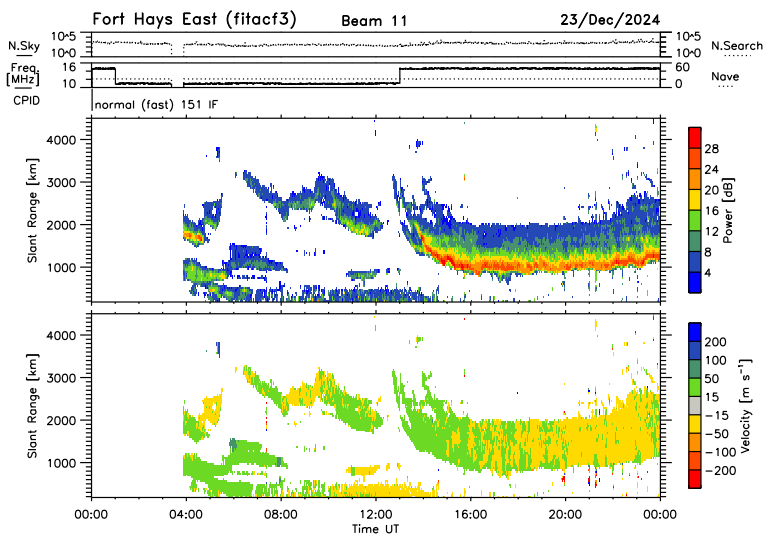 Fort Hays East (fitacf3) Beam 11 23/Dec/2024
N.Sky 10^5 10^0 10^5 10^0 N.Search
Freq. [MHz] 16 10 60 0 Nave
CPID normal (fast) 151 IF
Slant Range [km] 4000 3000 2000 1000
Power [dB] 28 24 20 16 12 8 4
Slant Range [km] 4000 3000 2000 1000
Velocity [m s⁻¹] 200 100 50 15 −15 −50 −100 −200
00:00 04:00 08:00 12:00 16:00 20:00 00:00
Time UT